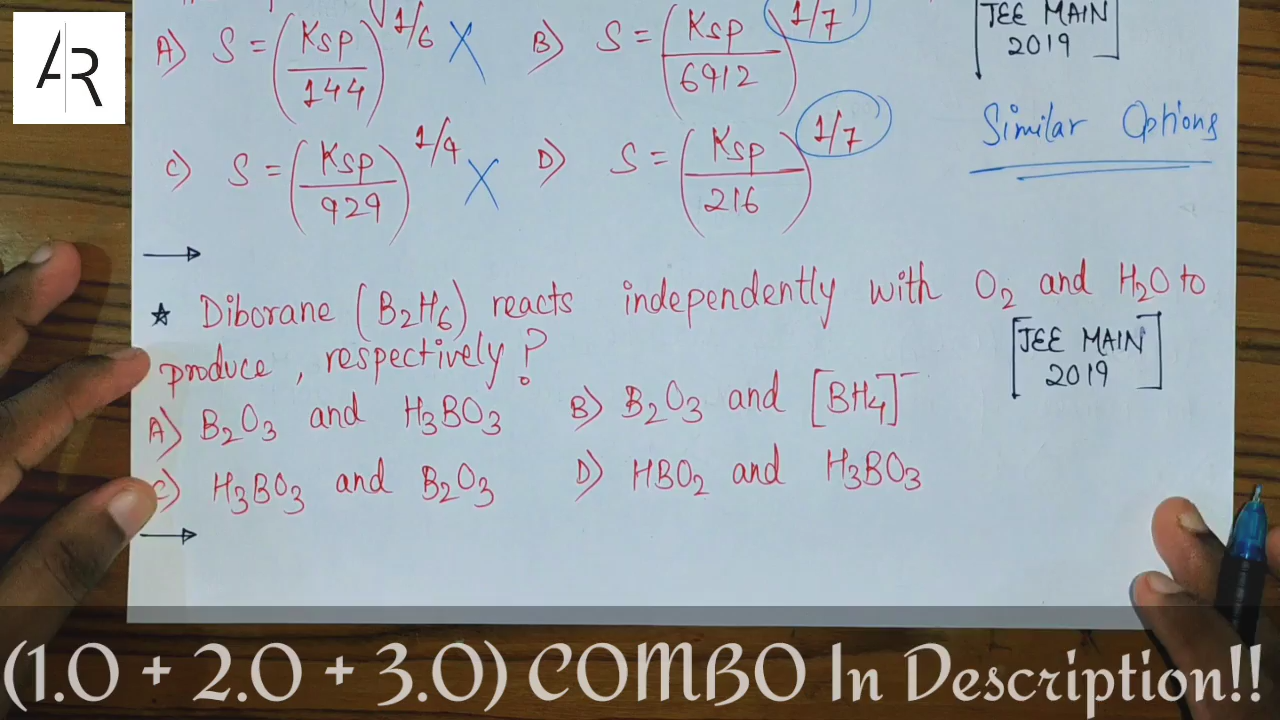 AR
A) S = (Ksp/144)^1/6 X B) S = (Ksp/6912)^1/7
[JEE MAIN 2019]
Similar Options
C) S = (Ksp/929)^1/9 X D) S = (Ksp/216)^1/7
→
★ Diborane (B₂H₆) reacts independently with O₂ and H₂O to
produce, respectively?
[JEE MAIN 2019]
A) B₂O₃ and H₃BO₃ B) B₂O₃ and [BH₄]⁻
C) H₃BO₃ and B₂O₃ D) HBO₂ and H₃BO₃
→
(1.0 + 2.0 + 3.0) COMBO In Description!!